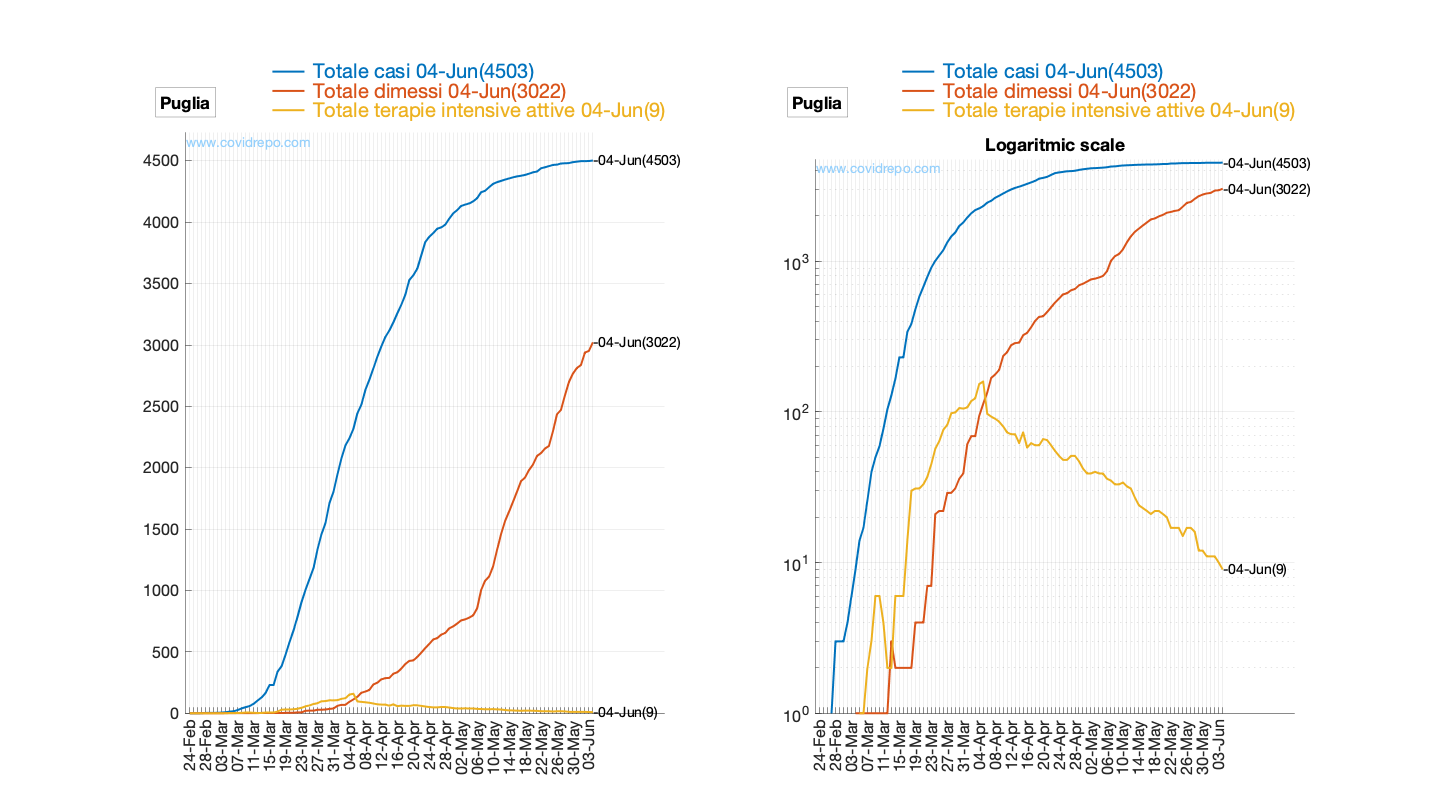 Totale casi 04-Jun(4503)
Totale dimessi 04-Jun(3022)
Totale terapie intensive attive 04-Jun(9)
Puglia
www.covidrepo.com
4500
4000
3500
3000
2500
2000
1500
1000
500
0
-04-Jun(4503)
-04-Jun(3022)
-04-Jun(9)
24-Feb
28-Feb
03-Mar
07-Mar
11-Mar
15-Mar
19-Mar
23-Mar
27-Mar
31-Mar
04-Apr
08-Apr
12-Apr
16-Apr
20-Apr
24-Apr
28-Apr
02-May
06-May
10-May
14-May
18-May
22-May
26-May
30-May
03-Jun
Totale casi 04-Jun(4503)
Totale dimessi 04-Jun(3022)
Totale terapie intensive attive 04-Jun(9)
Puglia
Logaritmic scale
www.covidrepo.com
10^3
10^2
10^1
10^0
-04-Jun(4503)
-04-Jun(3022)
-04-Jun(9)
24-Feb
28-Feb
03-Mar
07-Mar
11-Mar
15-Mar
19-Mar
23-Mar
27-Mar
31-Mar
04-Apr
08-Apr
12-Apr
16-Apr
20-Apr
24-Apr
28-Apr
02-May
06-May
10-May
14-May
18-May
22-May
26-May
30-May
03-Jun